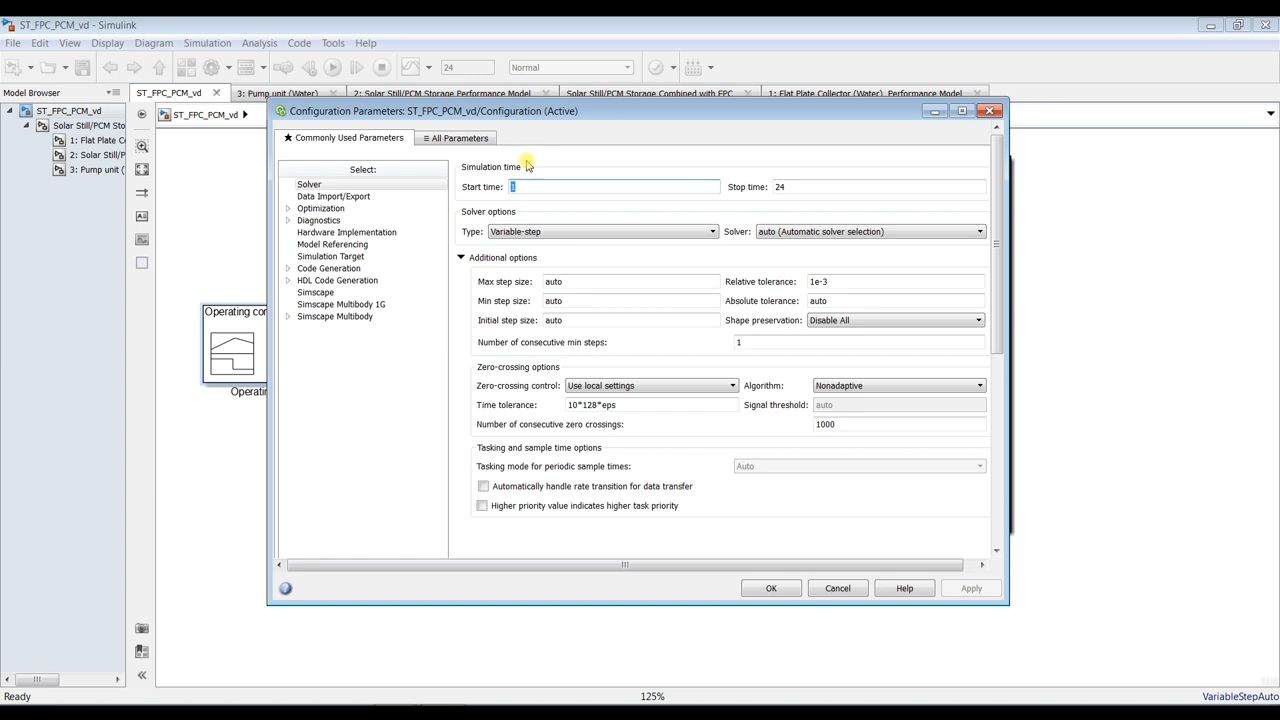 ST_FPC_PCM_vd - Simulink
File Edit View Display Diagram Simulation Analysis Code Tools Help
24 Normal
Model Browser
ST_FPC_PCM_vd 3: Pump unit (Water) 2: Solar Still/PCM Storage Performance Model Solar Still/PCM Storage Combined with FPC 1: Flat Plate Collector (Water) Performance Model
ST_FPC_PCM_vd
Solar Still/PCM Sto
1: Flat Plate C
2: Solar Still/P
3: Pump unit (
ST_FPC_PCM_vd
Operating co
Operatin
Configuration Parameters: ST_FPC_PCM_vd/Configuration (Active)
Commonly Used Parameters All Parameters
Select:
Solver
Data Import/Export
Optimization
Diagnostics
Hardware Implementation
Model Referencing
Simulation Target
Code Generation
HDL Code Generation
Simscape
Simscape Multibody 1G
Simscape Multibody
Simulation time
Start time: 1 Stop time: 24
Solver options
Type: Variable-step Solver: auto (Automatic solver selection)
Additional options
Max step size: auto Relative tolerance: 1e-3
Min step size: auto Absolute tolerance: auto
Initial step size: auto Shape preservation: Disable All
Number of consecutive min steps: 1
Zero-crossing options
Zero-crossing control: Use local settings Algorithm: Nonadaptive
Time tolerance: 10*128*eps Signal threshold: auto
Number of consecutive zero crossings: 1000
Tasking and sample time options
Tasking mode for periodic sample times: Auto
Automatically handle rate transition for data transfer
Higher priority value indicates higher task priority
OK Cancel Help Apply
Ready 125% VariableStepAuto